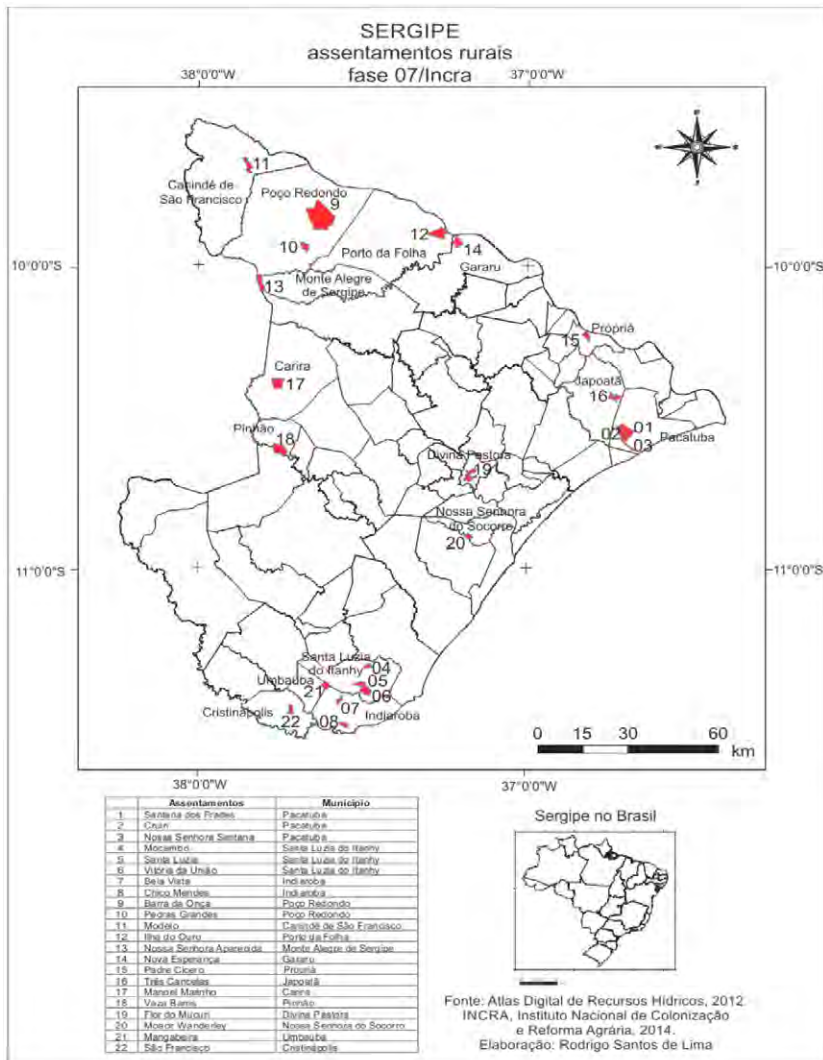 SERGIPE
assentamentos rurais
fase 07/Incra
38°0'0"W
37°0'0"W
11
Canindé de
São Francisco
Poço Redondo
9
12
10
Porto da Folha
14
Gararu
10°0'0"S
10°0'0"S
13
Monte Alegre
de Sergipe
15
Própria
Carira
17
Japoatã
16
Pinhão
18
02
01
03
Pacatuba
Divina Pastora
19
Nossa Senhora
do Socorro
20
11°0'0"S
11°0'0"S
Santa Luzia
do Itanhy
04
Umbauba
05
21
06
Cristinápolis
07
22
08
Indiaroba
0 15 30 60
km
38°0'0"W
37°0'0"W
Assentamentos Município
1 Santana dos Frades Pacatuba
2 Pacatuba
3 Nossa Senhora Santana Pacatuba
4 Mocambo Santa Luzia do Itanhy
5 Santa Luzia Santa Luzia do Itanhy
6 Vitória da União Santa Luzia do Itanhy
7 Bela Vista Indiaroba
8 Chico Mendes Indiaroba
9 Barra da Onça Poço Redondo
10 Pedras Grandes Poço Redondo
11 Modelo Canindé de São Francisco
12 Ilha do Ouro Porto da Folha
13 Nossa Senhora Aparecida Monte Alegre de Sergipe
14 Nova Esperança Gararu
15 Padre Cícero Propriá
16 Três Cancelas Japoatã
17 Manoel Martinho Carira
18 Vaza Barris Pinhão
19 Flor do Mucuri Divina Pastora
20 Moacir Wanderley Nossa Senhora do Socorro
21 Mangabeira Umbauba
22 São Francisco Cristinápolis
Sergipe no Brasil
Fonte: Atlas Digital de Recursos Hídricos, 2012
INCRA, Instituto Nacional de Colonização
e Reforma Agrária, 2014.
Elaboração: Rodrigo Santos de Lima